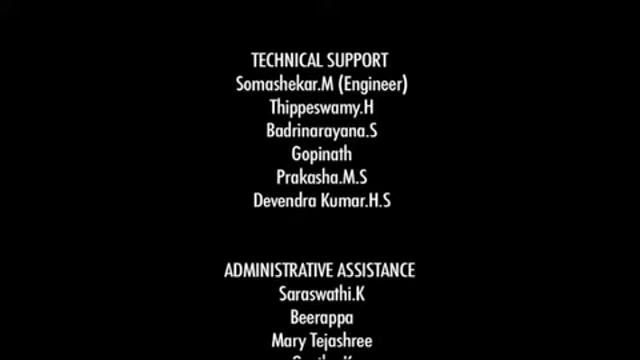 TECHNICAL SUPPORT
Somashekar.M (Engineer)
Thippeswamy.H
Badrinarayana.S
Gopinath
Prakasha.M.S
Devendra Kumar.H.S
ADMINISTRATIVE ASSISTANCE
Saraswathi.K
Beerappa
Mary Tejashree